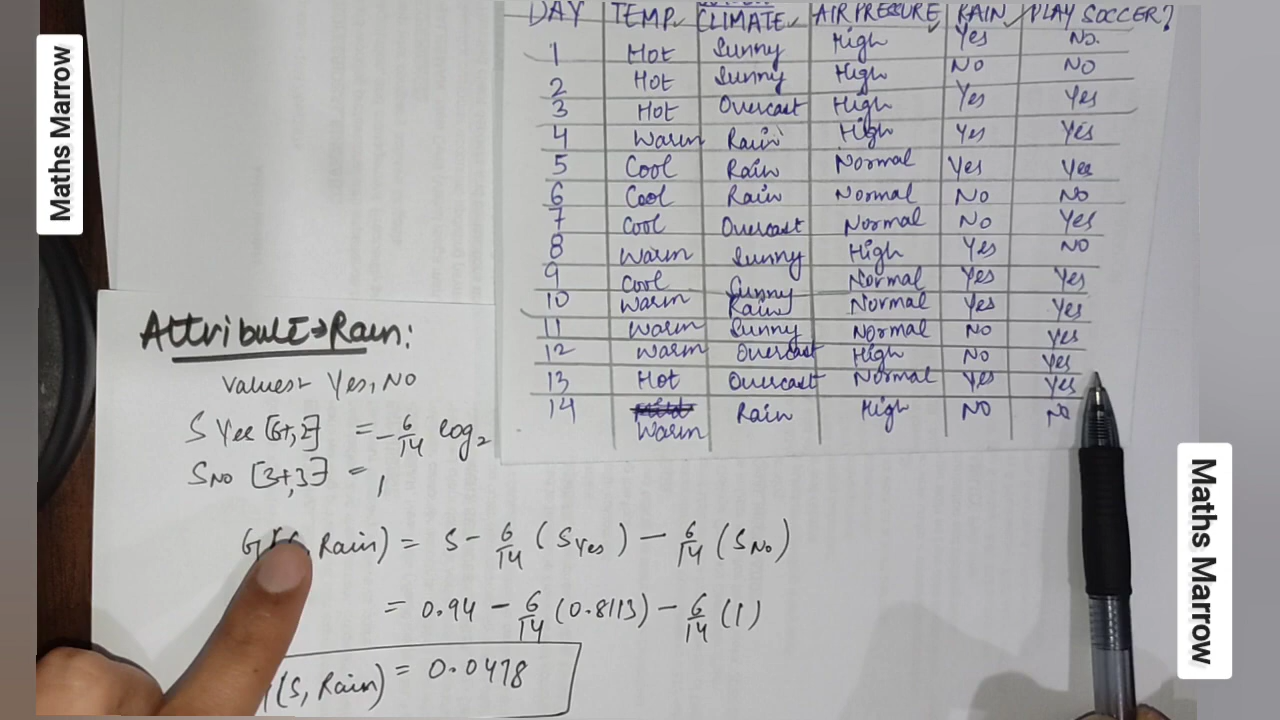 DAY TEMP. CLIMATE AIR PRESSURE RAIN PLAY SOCCER?
1 Hot Sunny High Yes No.
2 Hot Sunny High No No
3 Hot Overcast High Yes Yes
4 Warm Rain High Yes Yes
5 Cool Rain Normal Yes Yes
6 Cool Rain Normal No No
7 Cool Overcast Normal No Yes
8 Warm Sunny High Yes No
9 Cool Sunny Normal Yes Yes
10 Warm Rain Normal Yes Yes
11 Warm Sunny Normal No Yes
12 Warm Overcast High No Yes
13 Hot Overcast Normal Yes Yes
14 Warm Rain High No No
Attribute → Rain:
values → Yes, No
S Yes [6+, 2-] = - 6/14 log2
S No [3+, 3-] = 1
Rain) = S - 6/14 (S Yes) - 6/14 (S No)
= 0.94 - 6/14 (0.8113) - 6/14 (1)
(S, Rain) = 0.0478
Maths Marrow
Maths Marrow